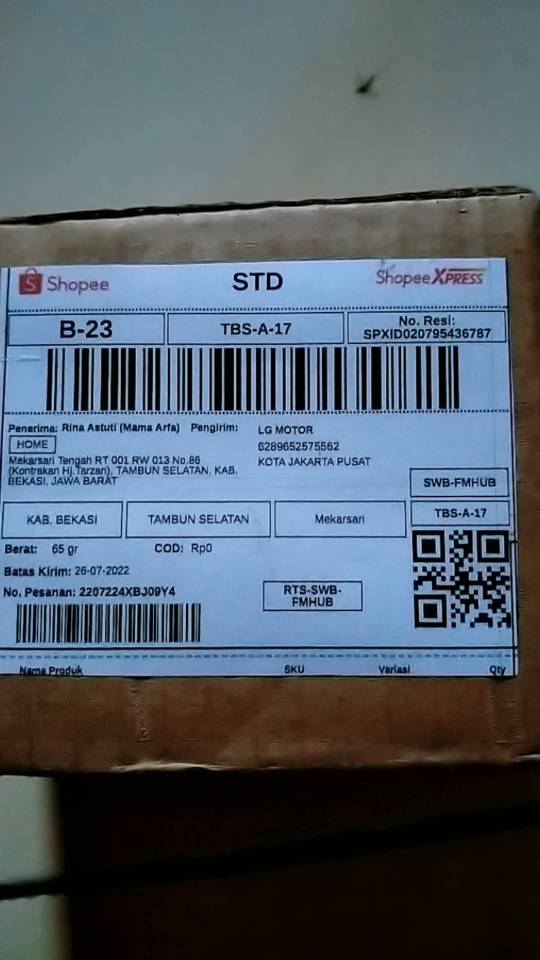 Shopee
STD
Shopee XPRESS
B-23
TBS-A-17
No. Resi:
SPXID020795436787
Penerima: Rina Astuti (Mama Arfa)
Pengirim: LG MOTOR
HOME
6289652575562
Mekarsari Tengah RT 001 RW 013 No.86
KOTA JAKARTA PUSAT
(Kontrakan Hj.Tarzan), TAMBUN SELATAN, KAB.
BEKASI, JAWA BARAT
SWB-FMHUB
KAB. BEKASI
TAMBUN SELATAN
Mekarsari
TBS-A-17
Berat: 65 gr
COD: Rp0
Batas Kirim: 26-07-2022
No. Pesanan: 2207224XBJ09Y4
RTS-SWB-
FMHUB
Nama Produk
SKU
Variasi
Qty